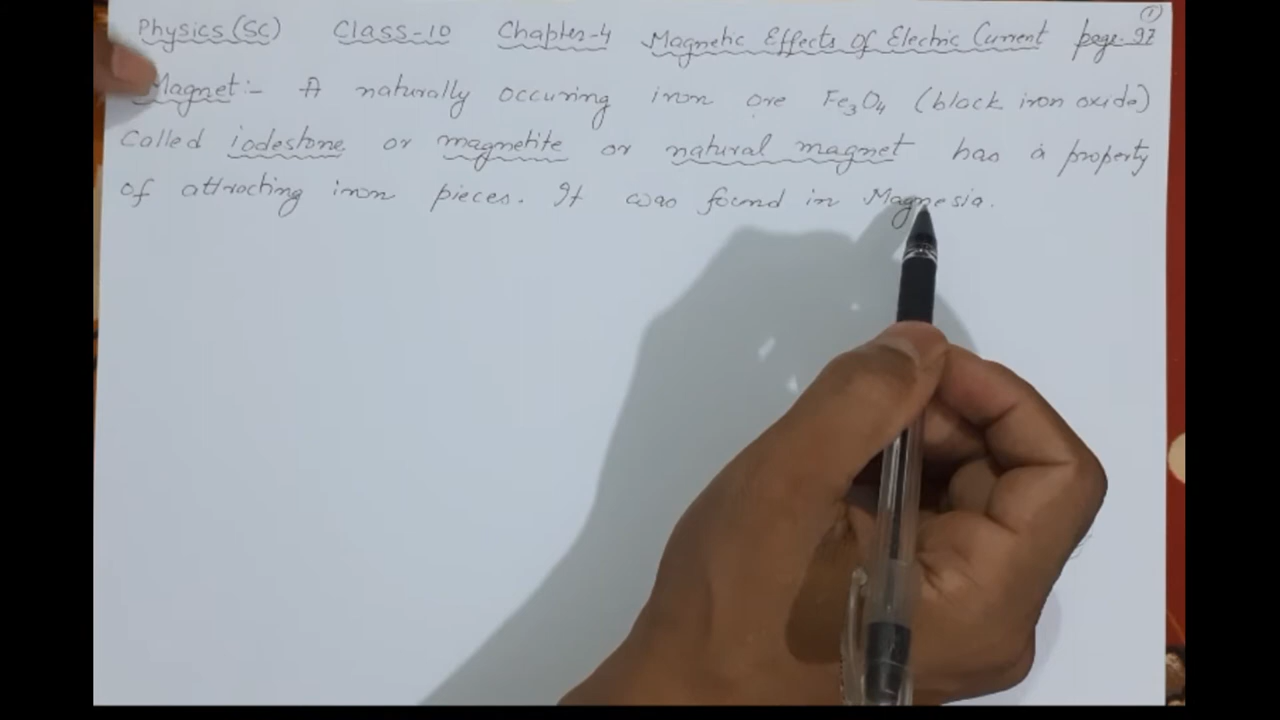 ①
Physics (SC) Class-10 Chapter-4 Magnetic Effects Of Electric Current page. 97
Magnet:- A naturally occuring iron ore Fe₃O₄ (black iron oxide)
Called iodestone or magnetite or natural magnet has a property
Of attracting iron pieces. It was found in Magnesia.